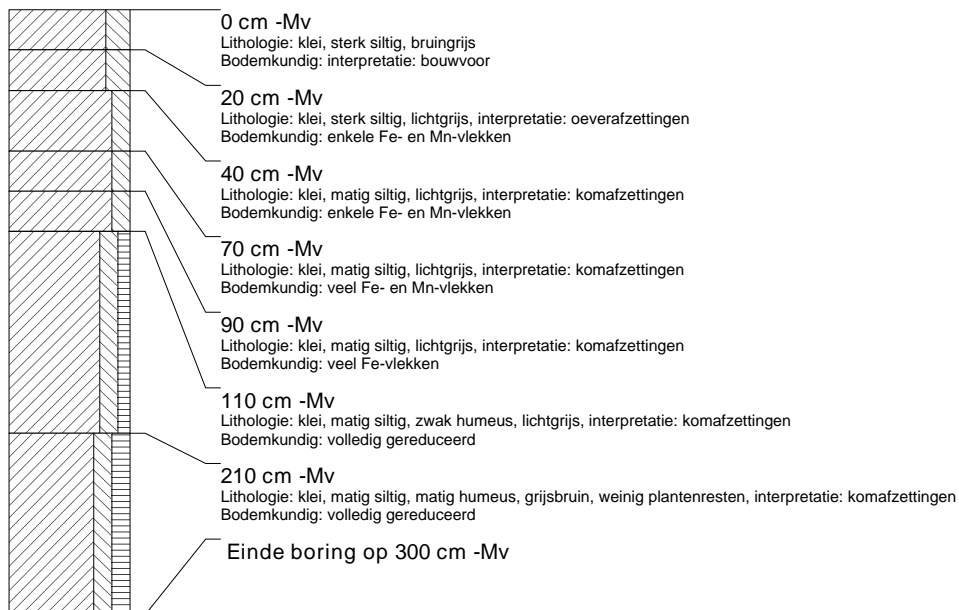 0 cm -Mv
Lithologie: klei, sterk siltig, bruingrijs
Bodemkundig: interpretatie: bouwvoor
20 cm -Mv
Lithologie: klei, sterk siltig, lichtgrijs, interpretatie: oeverafzettingen
Bodemkundig: enkele Fe- en Mn-vlekken
40 cm -Mv
Lithologie: klei, matig siltig, lichtgrijs, interpretatie: komafzettingen
Bodemkundig: enkele Fe- en Mn-vlekken
70 cm -Mv
Lithologie: klei, matig siltig, lichtgrijs, interpretatie: komafzettingen
Bodemkundig: veel Fe- en Mn-vlekken
90 cm -Mv
Lithologie: klei, matig siltig, lichtgrijs, interpretatie: komafzettingen
Bodemkundig: veel Fe-vlekken
110 cm -Mv
Lithologie: klei, matig siltig, zwak humeus, lichtgrijs, interpretatie: komafzettingen
Bodemkundig: volledig gereduceerd
210 cm -Mv
Lithologie: klei, matig siltig, matig humeus, grijsbruin, weinig plantenresten, interpretatie: komafzettingen
Bodemkundig: volledig gereduceerd
Einde boring op 300 cm -Mv